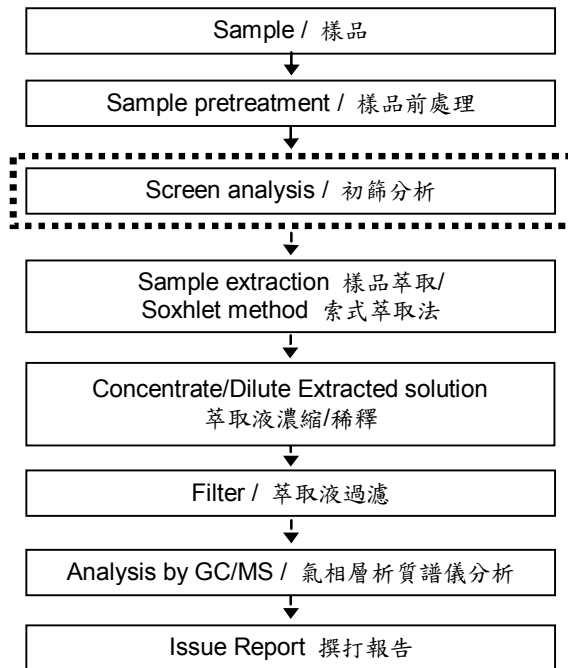 Sample / 樣品
Sample pretreatment / 樣品前處理
Screen analysis / 初篩分析
Sample extraction 樣品萃取/
Soxhlet method 索式萃取法
Concentrate/Dilute Extracted solution
萃取液濃縮/稀釋
Filter / 萃取液過濾
Analysis by GC/MS / 氣相層析質譜儀分析
Issue Report 撰打報告